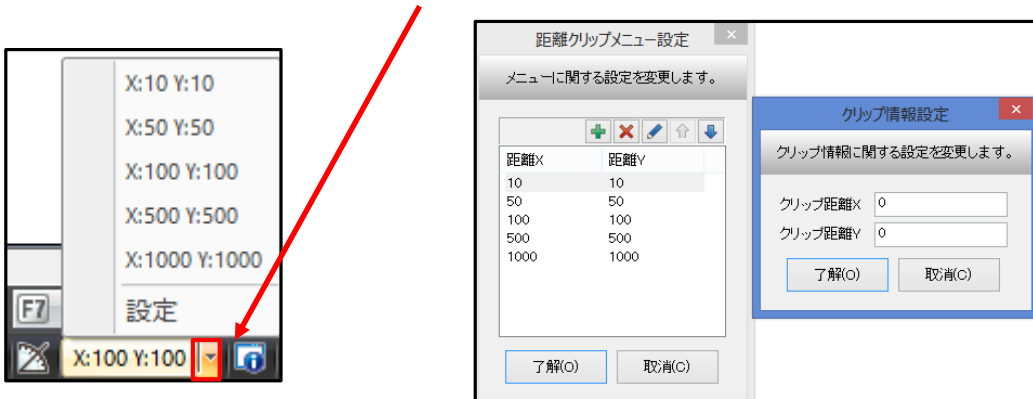 X:10 Y:10
X:50 Y:50
X:100 Y:100
X:500 Y:500
X:1000 Y:1000
F7
設定
X:100 Y:100
距離クリップメニュー設定
メニューに関する設定を変更します。
距離X 距離Y
10 10
50 50
100 100
500 500
1000 1000
了解(O) 取消(C)
クリップ情報設定
クリップ情報に関する設定を変更します。
クリップ距離X 0
クリップ距離Y 0
了解(O) 取消(C)